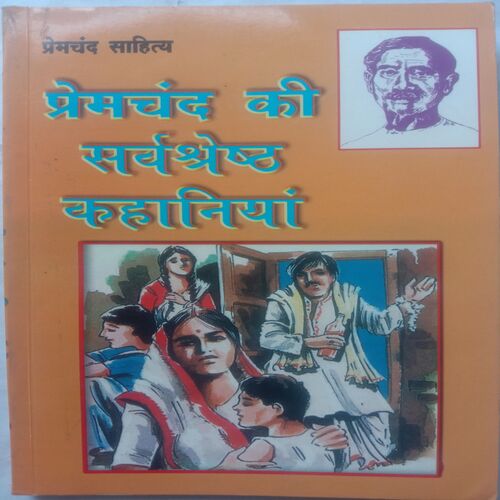 प्रेमचंद साहित्य
प्रेमचंद की
सर्वश्रेष्ठ
कहानियां